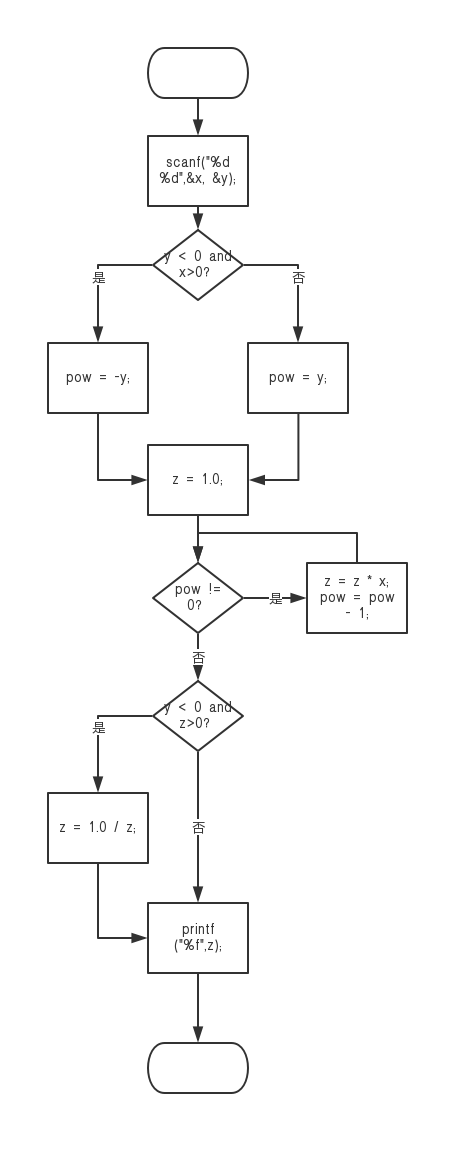 scanf("%d
%d",&x, &y);
y < 0 and
x>0?
是
否
pow = -y;
pow = y;
z = 1.0;
pow !=
0?
是
z = z * x;
pow = pow
- 1;
否
y < 0 and
z>0?
是
z = 1.0 / z;
否
printf
("%f",z);